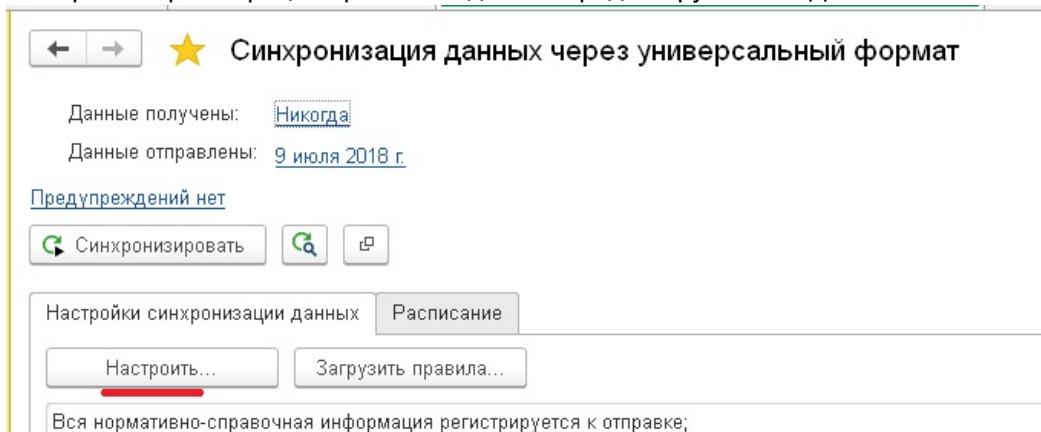 Синхронизация данных через универсальный формат
Данные получены: Никогда
Данные отправлены: 9 июля 2018 г.
Предупреждений нет
Синхронизировать
Настройки синхронизации данных Расписание
Настроить... Загрузить правила...
Вся нормативно-справочная информация регистрируется к отправке;